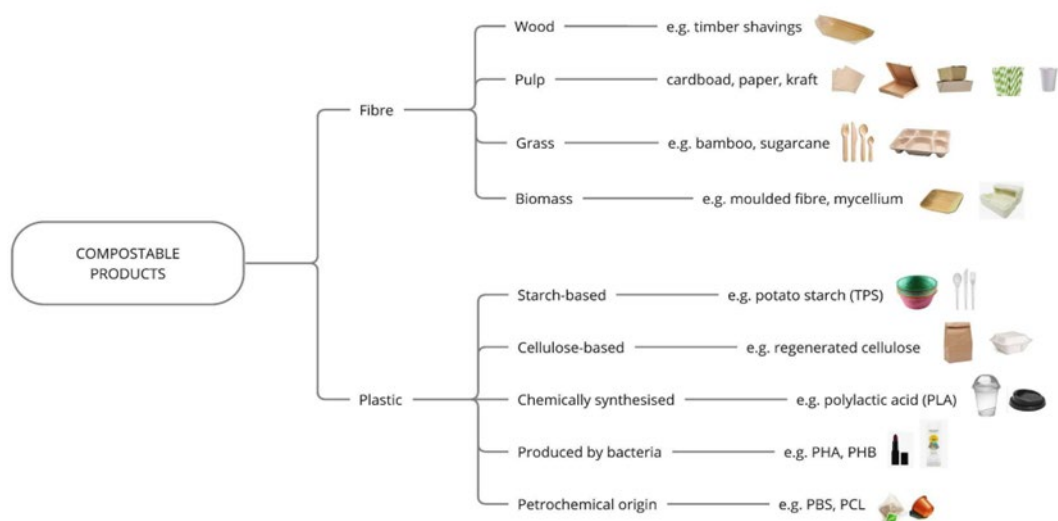 COMPOSTABLE
PRODUCTS
Fibre
Wood
e.g. timber shavings
Pulp
cardboad, paper, kraft
Grass
e.g. bamboo, sugarcane
Biomass
e.g. moulded fibre, mycellium
Plastic
Starch-based
e.g. potato starch (TPS)
Cellulose-based
e.g. regenerated cellulose
Chemically synthesised
e.g. polylactic acid (PLA)
Produced by bacteria
e.g. PHA, PHB
Petrochemical origin
e.g. PBS, PCL